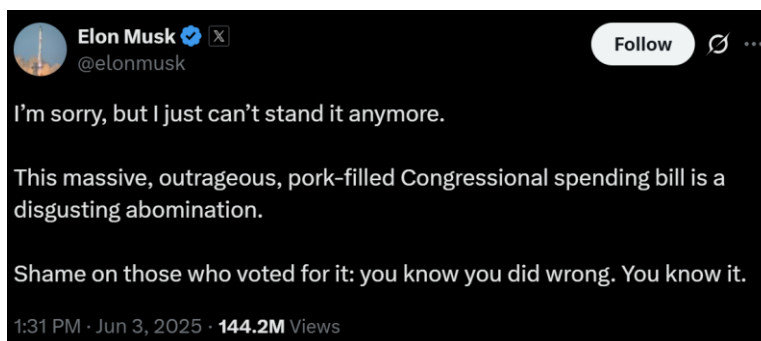 Elon Musk
@elonmusk
Follow
I’m sorry, but I just can’t stand it anymore.
This massive, outrageous, pork-filled Congressional spending bill is a
disgusting abomination.
Shame on those who voted for it: you know you did wrong. You know it.
1:31 PM · Jun 3, 2025 · 144.2M Views